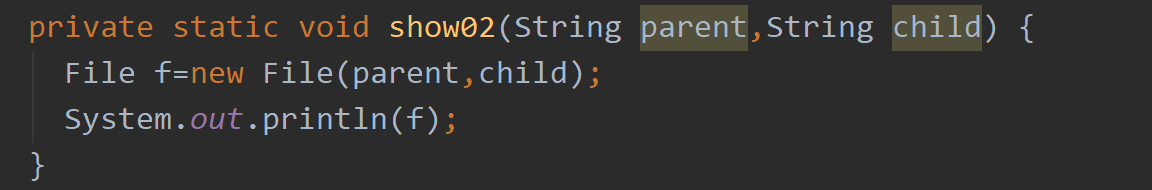 private static void show02(String parent,String child) {
File f=new File(parent,child);
System.out.println(f);
}